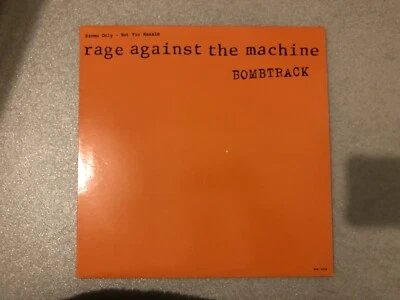 Promo Only - Not For Resale
rage against the machine
BOMBTRACK